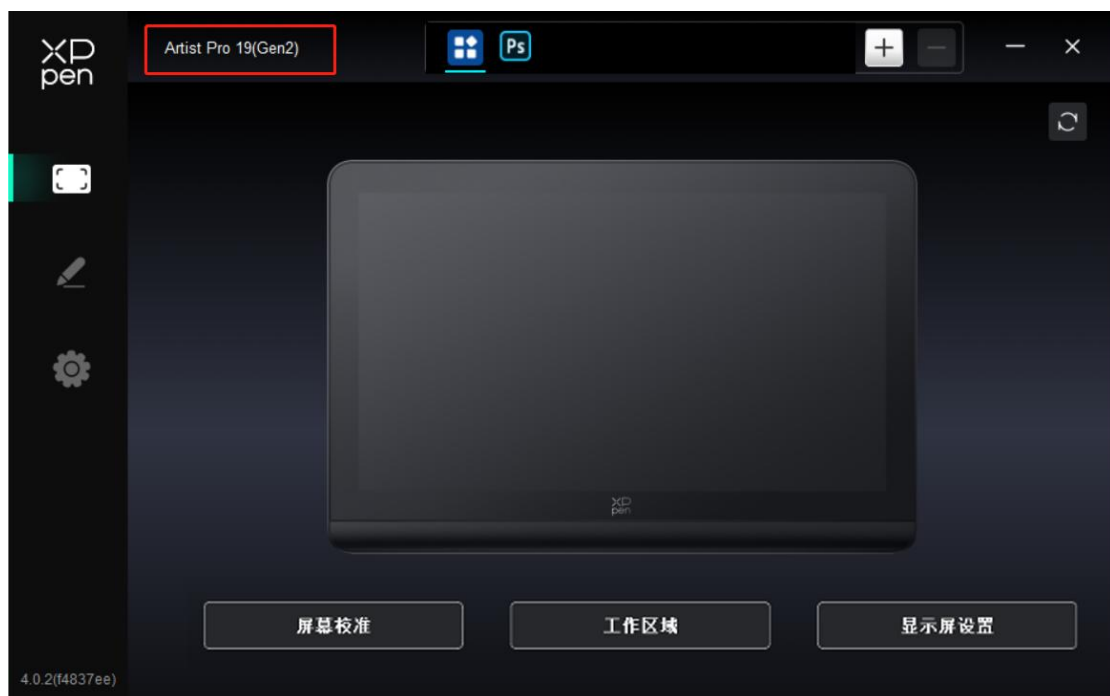 XP
pen
Artist Pro 19(Gen2)
Ps
XP
pen
屏幕校准
工作区域
显示屏设置
4.0.2(f4837ee)